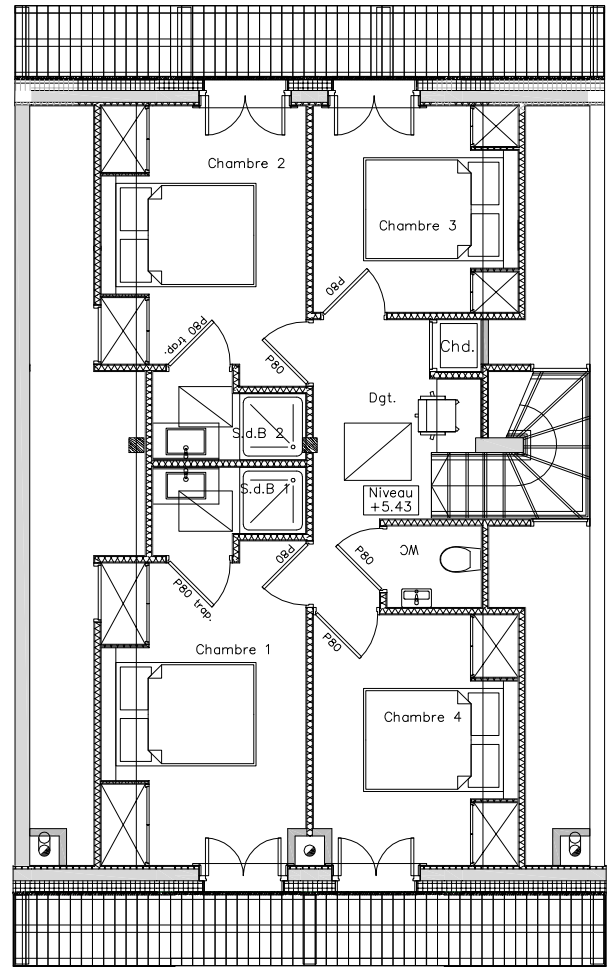 Chambre 2
Chambre 3
P80
P80 trap.
P80
Chd.
Dgt.
S.d.B 2
S.d.B 1
Niveau
+5.43
P80
P80
WC
P80 trap.
P80
Chambre 1
Chambre 4